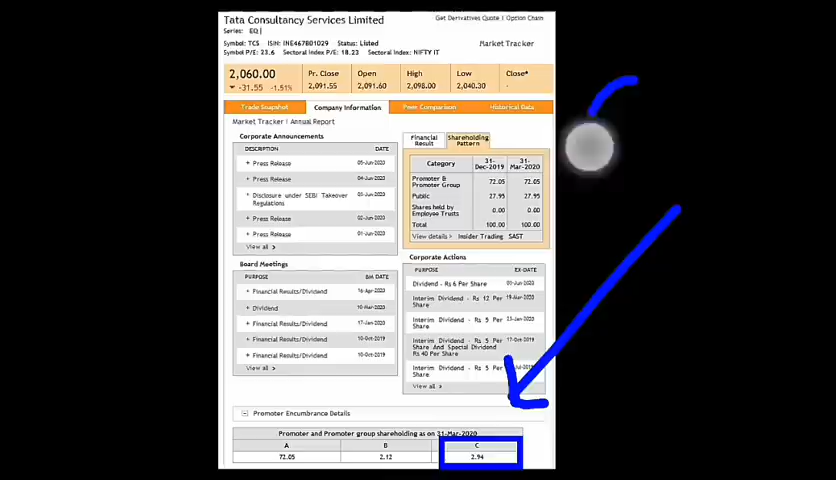 Tata Consultancy Services Limited
Get Derivatives Quote | Option Chain
Series: EQ |
Symbol: TCS ISIN: INE467B01029 Status: Listed
Market Tracker
Symbol P/E: 23.6 Sectoral Index P/E: 18.23 Sectoral Index: NIFTY IT
2,060.00 Pr. Close Open High Low Close*
-31.55 -1.51% 2,091.55 2,091.60 2,098.00 2,040.30 -
Trade Snapshot Company Information Peer Comparison Historical Data
Market Tracker | Annual Report
Corporate Announcements
DESCRIPTION DATE
+ Press Release 05-Jun-2020
+ Press Release 04-Jun-2020
+ Disclosure under SEBI Takeover Regulations 03-Jun-2020
+ Press Release 02-Jun-2020
+ Press Release 01-Jun-2020
View all >
Financial Result
Shareholding Pattern
Category 31-Dec-2019 31-Mar-2020
Promoter & Promoter Group 72.05 72.05
Public 27.95 27.95
Shares held by Employee Trusts 0.00 0.00
Total 100.00 100.00
View details > Insider Trading SAST
Board Meetings
PURPOSE BM DATE
+ Financial Results/Dividend 16-Apr-2020
+ Dividend 10-Mar-2020
+ Financial Results/Dividend 17-Jan-2020
+ Financial Results/Dividend 10-Oct-2019
+ Financial Results/Dividend 10-Oct-2019
View all >
Corporate Actions
PURPOSE EX-DATE
Dividend - Rs 6 Per Share
Interim Dividend - Rs 12 Per Share 19-Mar-2020
Interim Dividend - Rs 5 Per Share 23-Jan-2020
Interim Dividend - Rs 5 Per Share And Special Dividend Rs 40 Per Share 17-Oct-2019
Interim Dividend - Rs 5 Per Share
View all >
Promoter Encumbrance Details
Promoter and Promoter group shareholding as on 31-Mar-2020
A B C
72.05 2.12 2.94